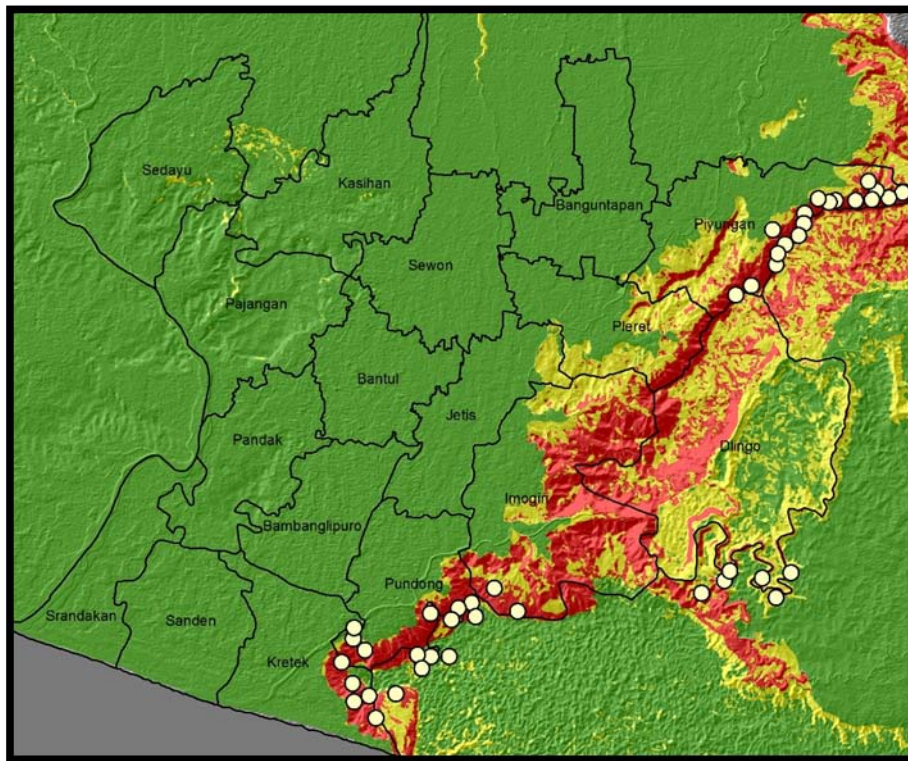 Sedayu
Kasihan
Banguntapan
Piyungan
Sewon
Pajangan
Pleret
Bantul
Jetis
Pandak
Dlingo
Imogiri
Bambanglipuro
Pundong
Srandakan
Sanden
Kretek